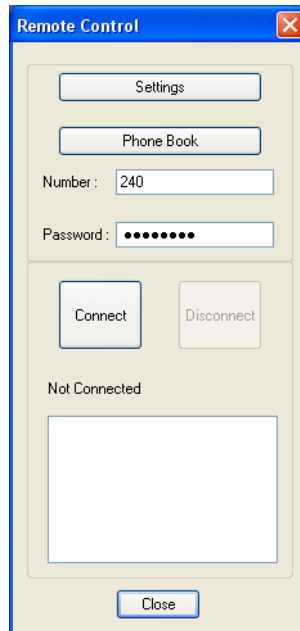 Remote Control
Settings
Phone Book
Number : 240
Password : ●●●●●●●●
Connect Disconnect
Not Connected
Close